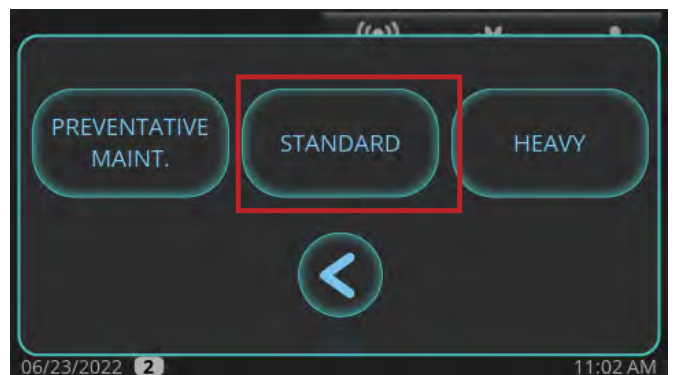 PREVENTATIVE
MAINT.
STANDARD
HEAVY
<
06/23/2022 2
11:02 AM